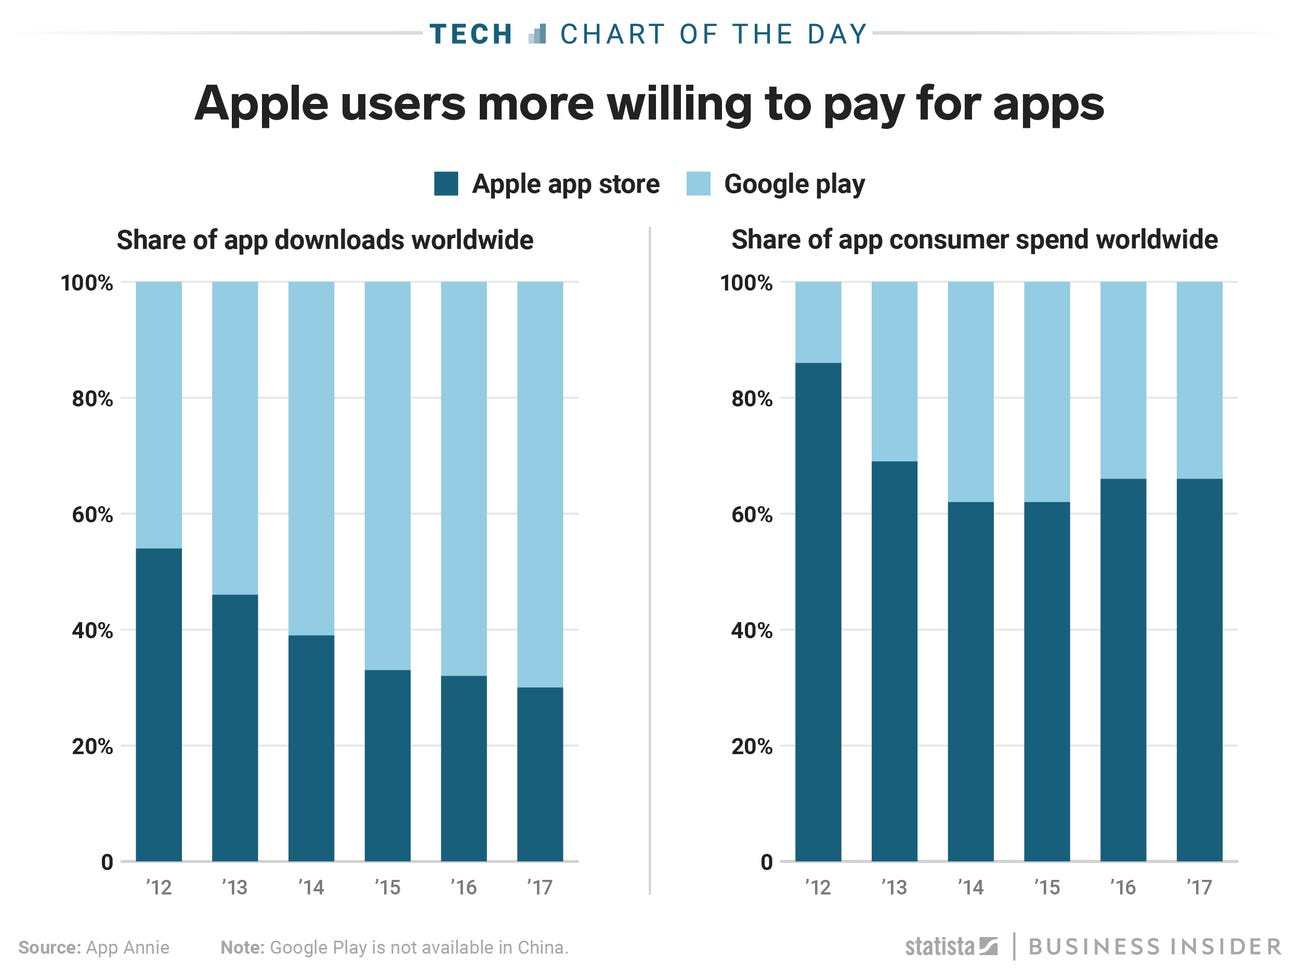 TECH CHART OF THE DAY
Apple users more willing to pay for apps
Apple app store Google play
Share of app downloads worldwide
100%
80%
60%
40%
20%
0
’12 ’13 ’14 ’15 ’16 ’17
Share of app consumer spend worldwide
100%
80%
60%
40%
20%
0
’12 ’13 ’14 ’15 ’16 ’17
Source: App Annie Note: Google Play is not available in China.
statista BUSINESS INSIDER